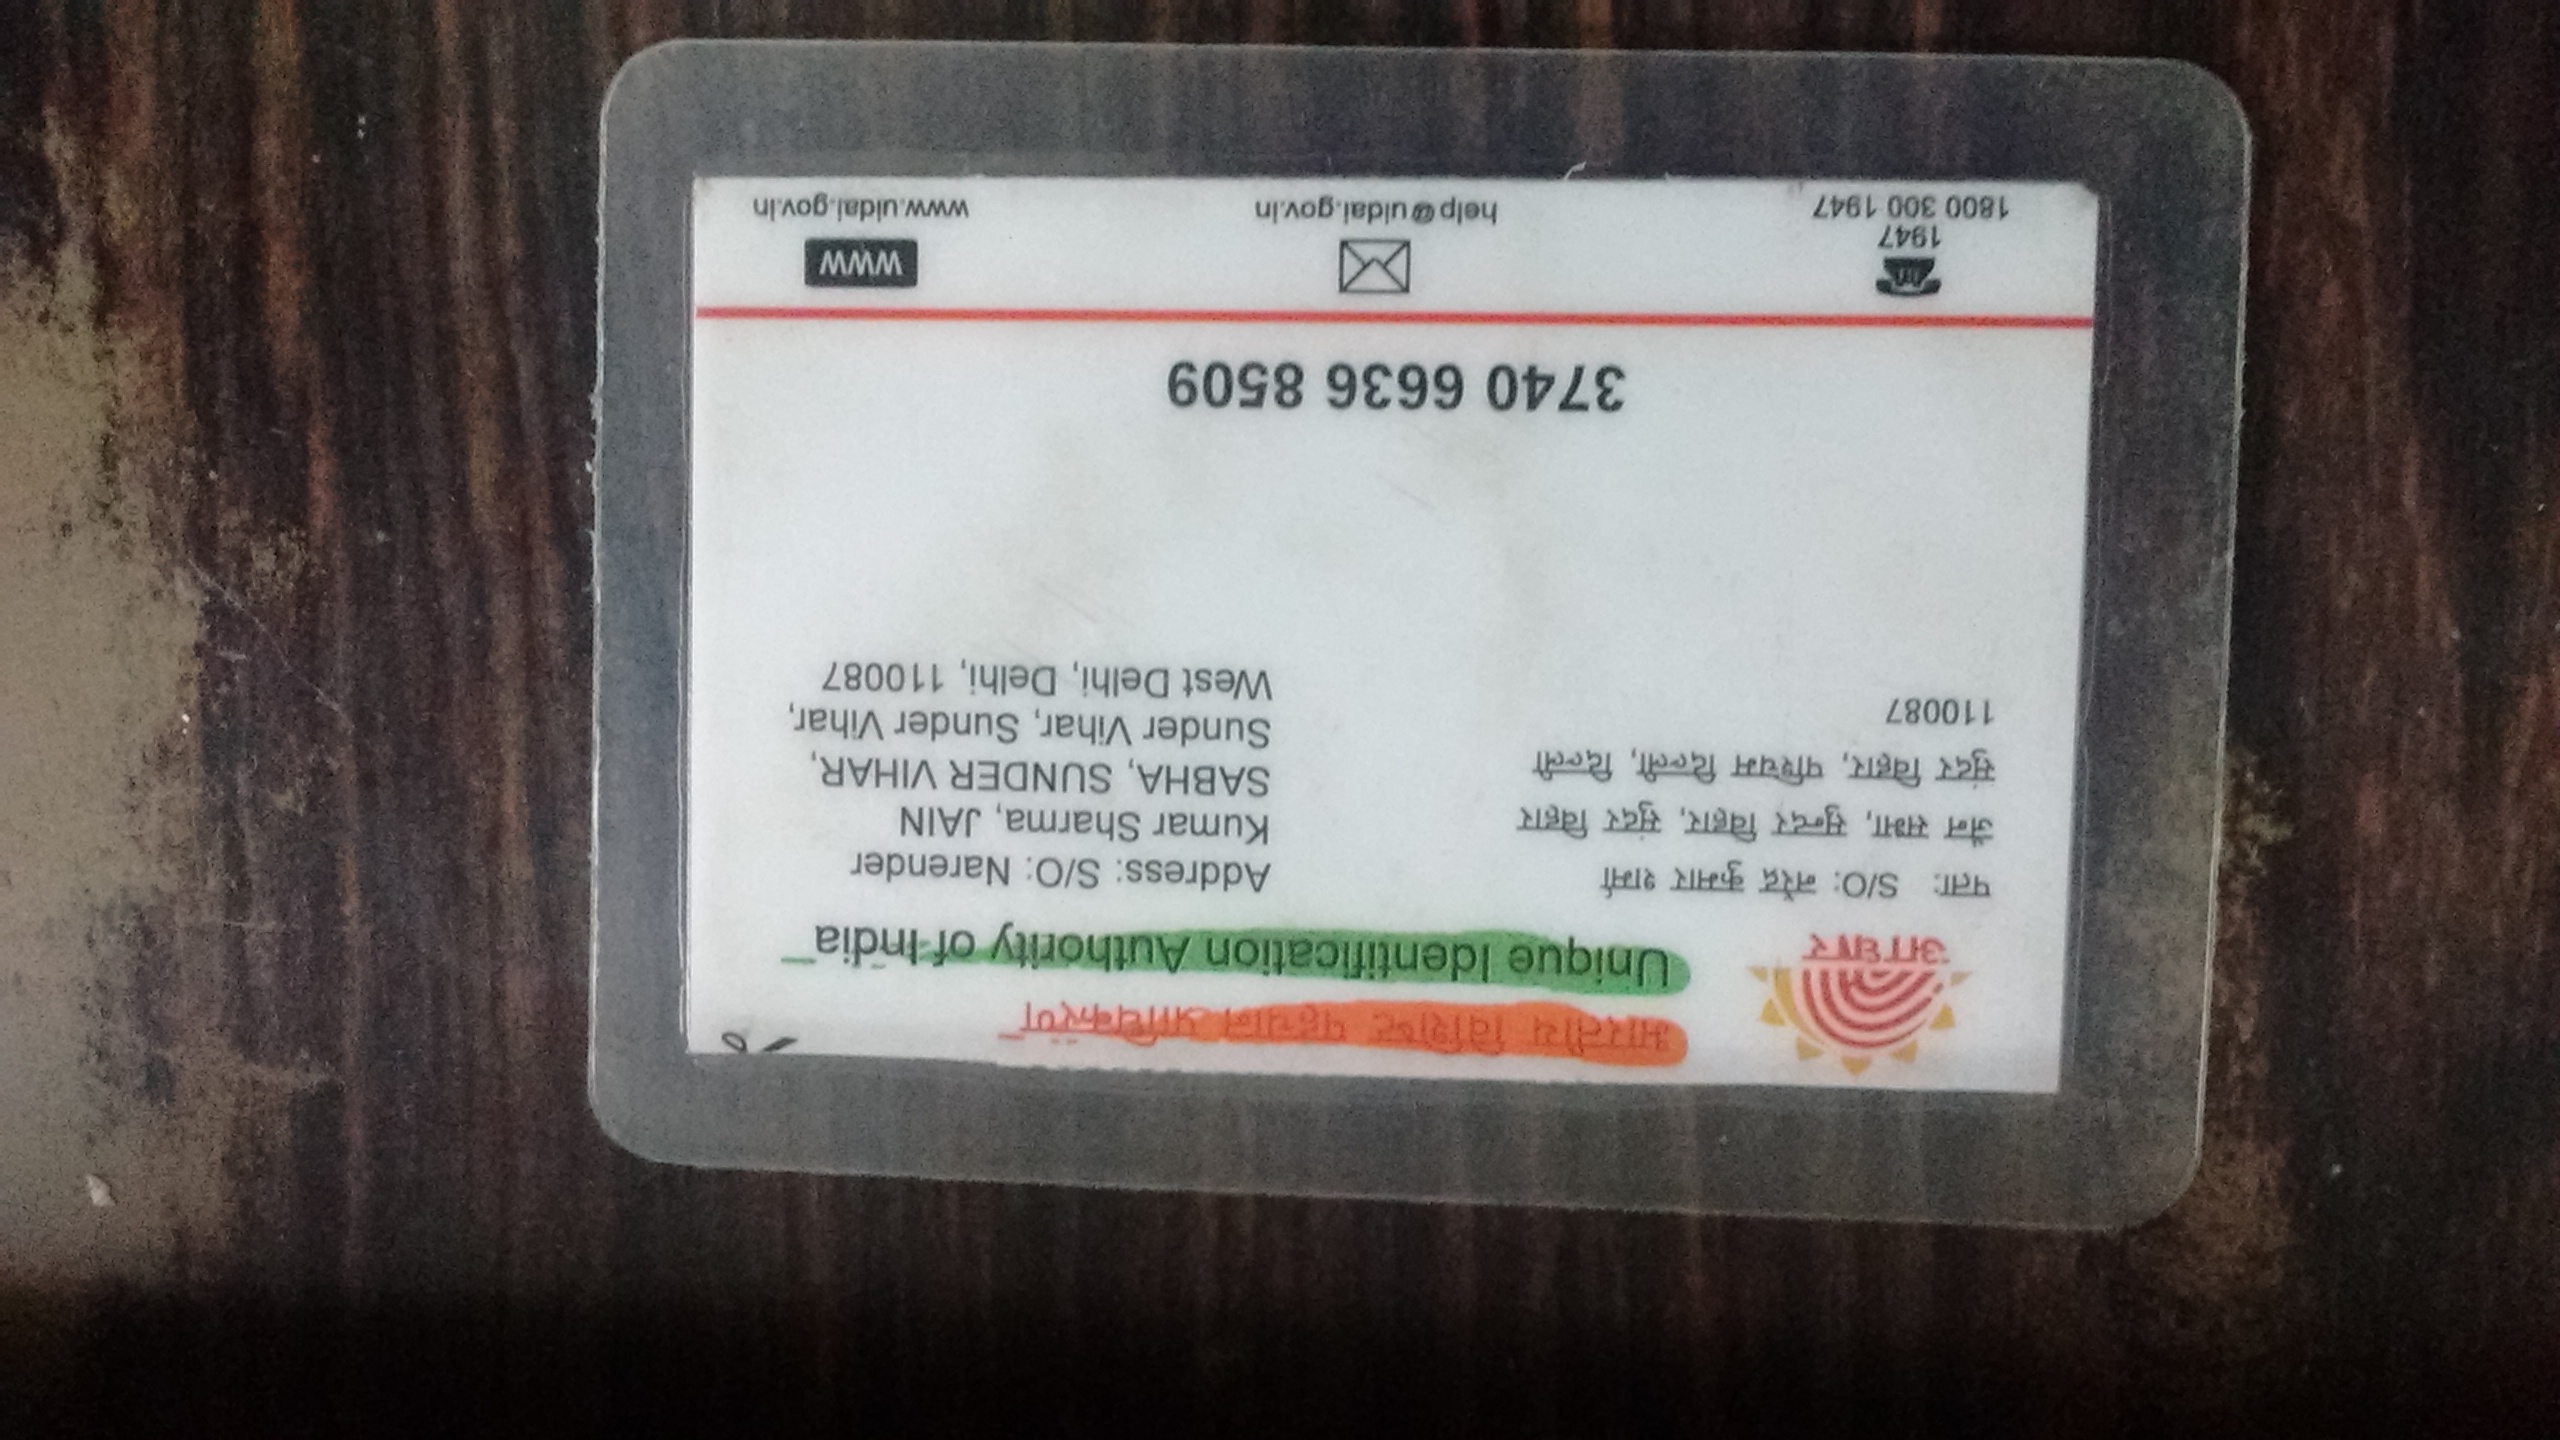 भारतीय विशिष्ट पहचान प्राधिकरण
Unique Identification Authority of India
आधार
पता: S/O: नरेंद्र कुमार शर्मा
जैन सभा, सुन्दर विहार, सुंदर विहार
सुंदर विहार, पश्चिम दिल्ली, दिल्ली
110087
Address: S/O: Narender
Kumar Sharma, JAIN
SABHA, SUNDER VIHAR,
Sunder Vihar, Sunder Vihar,
West Delhi, Delhi, 110087
3740 6636 8509
1947
1800 300 1947
help@uidai.gov.in
WWW
www.uidai.gov.in